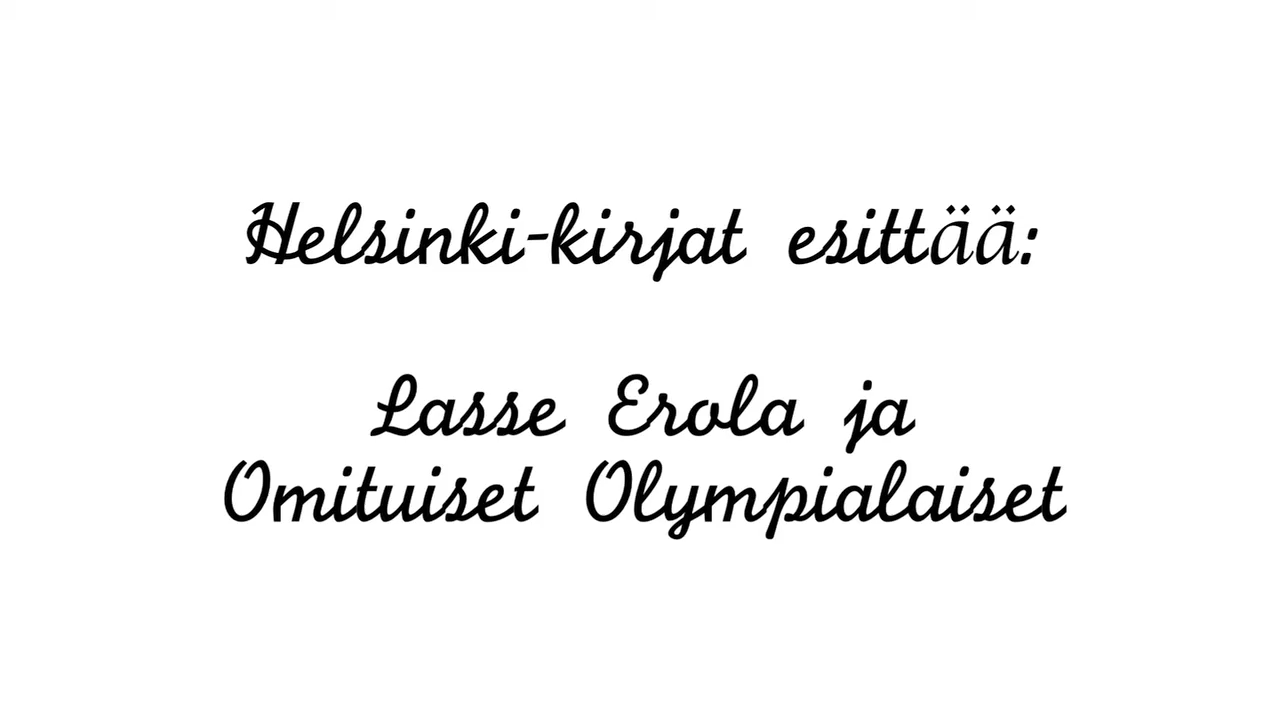 Helsinki-kirjat esittää:
Lasse Erola ja
Omituiset Olympialaiset